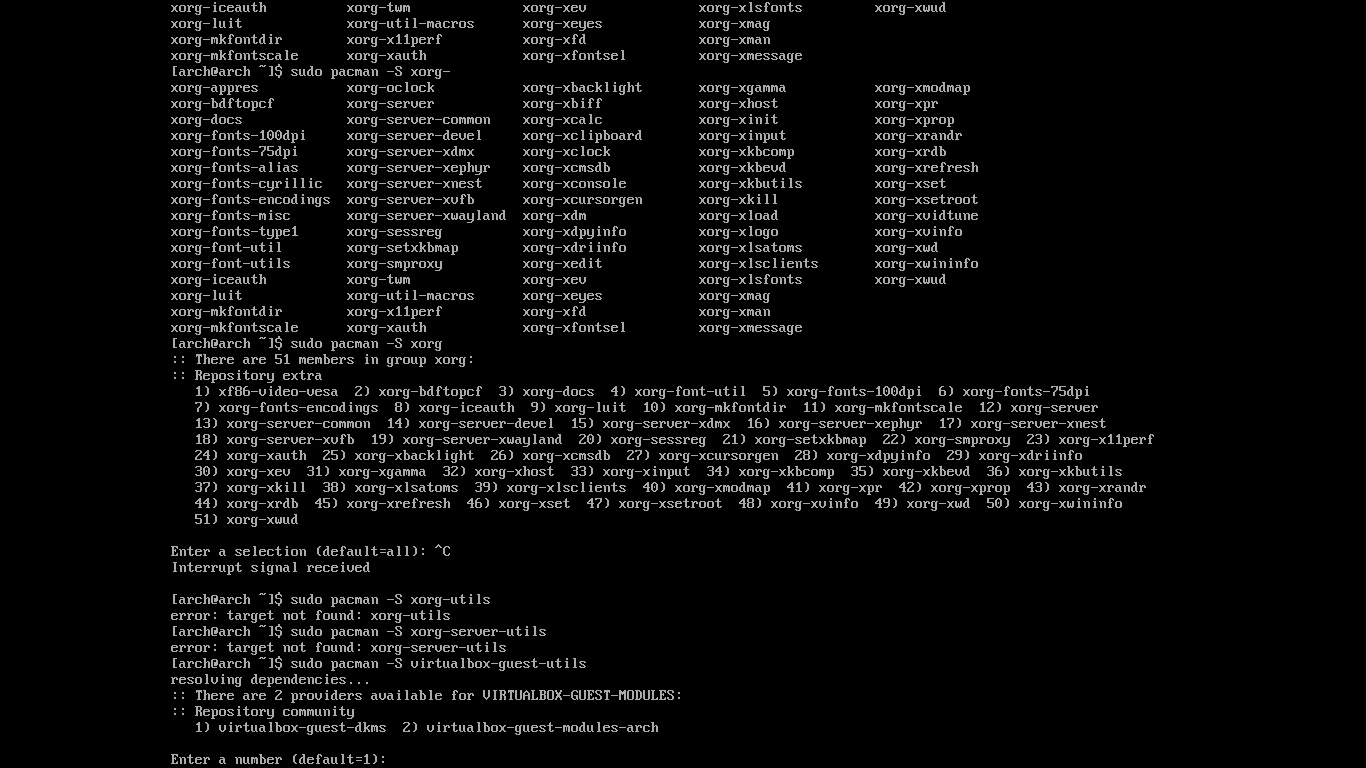 xorg-iceauth xorg-twm xorg-xev xorg-xlsfonts xorg-xwud
xorg-luit xorg-util-macros xorg-xeyes xorg-xmag
xorg-mkfontdir xorg-x11perf xorg-xfd xorg-xman
xorg-mkfontscale xorg-xauth xorg-xfontsel xorg-xmessage
[arch@arch ~]$ sudo pacman -S xorg-
xorg-appres xorg-oclock xorg-xbacklight xorg-xgamma xorg-xmodmap
xorg-bdftopcf xorg-server xorg-xbiff xorg-xhost xorg-xpr
xorg-docs xorg-server-common xorg-xcalc xorg-xinit xorg-xprop
xorg-fonts-100dpi xorg-server-devel xorg-xclipboard xorg-xinput xorg-xrandr
xorg-fonts-75dpi xorg-server-xdmx xorg-xclock xorg-xkbcomp xorg-xrdb
xorg-fonts-alias xorg-server-xephyr xorg-xcmsdb xorg-xkbevd xorg-xrefresh
xorg-fonts-cyrillic xorg-server-xnest xorg-xconsole xorg-xkbutils xorg-xset
xorg-fonts-encodings xorg-server-xvfb xorg-xcursorgen xorg-xkill xorg-xsetroot
xorg-fonts-misc xorg-server-xwayland xorg-xdm xorg-xload xorg-xvidtune
xorg-fonts-type1 xorg-sessreg xorg-xdpyinfo xorg-xlogo xorg-xvinfo
xorg-font-util xorg-setxkbmap xorg-xdriinfo xorg-xlsatoms xorg-xwd
xorg-font-utils xorg-smproxy xorg-xedit xorg-xlsclients xorg-xwininfo
xorg-iceauth xorg-twm xorg-xev xorg-xlsfonts xorg-xwud
xorg-luit xorg-util-macros xorg-xeyes xorg-xmag
xorg-mkfontdir xorg-x11perf xorg-xfd xorg-xman
xorg-mkfontscale xorg-xauth xorg-xfontsel xorg-xmessage
[arch@arch ~]$ sudo pacman -S xorg
:: There are 51 members in group xorg:
:: Repository extra
1) xf86-video-vesa 2) xorg-bdftopcf 3) xorg-docs 4) xorg-font-util 5) xorg-fonts-100dpi 6) xorg-fonts-75dpi
7) xorg-fonts-encodings 8) xorg-iceauth 9) xorg-luit 10) xorg-mkfontdir 11) xorg-mkfontscale 12) xorg-server
13) xorg-server-common 14) xorg-server-devel 15) xorg-server-xdmx 16) xorg-server-xephyr 17) xorg-server-xnest
18) xorg-server-xvfb 19) xorg-server-xwayland 20) xorg-sessreg 21) xorg-setxkbmap 22) xorg-smproxy 23) xorg-x11perf
24) xorg-xauth 25) xorg-xbacklight 26) xorg-xcmsdb 27) xorg-xcursorgen 28) xorg-xdpyinfo 29) xorg-xdriinfo
30) xorg-xev 31) xorg-xgamma 32) xorg-xhost 33) xorg-xinput 34) xorg-xkbcomp 35) xorg-xkbevd 36) xorg-xkbutils
37) xorg-xkill 38) xorg-xlsatoms 39) xorg-xlsclients 40) xorg-xmodmap 41) xorg-xpr 42) xorg-xprop 43) xorg-xrandr
44) xorg-xrdb 45) xorg-xrefresh 46) xorg-xset 47) xorg-xsetroot 48) xorg-xvinfo 49) xorg-xwd 50) xorg-xwininfo
51) xorg-xwud
Enter a selection (default=all): ^C
Interrupt signal received
[arch@arch ~]$ sudo pacman -S xorg-utils
error: target not found: xorg-utils
[arch@arch ~]$ sudo pacman -S xorg-server-utils
error: target not found: xorg-server-utils
[arch@arch ~]$ sudo pacman -S virtualbox-guest-utils
resolving dependencies...
:: There are 2 providers available for VIRTUALBOX-GUEST-MODULES:
:: Repository community
1) virtualbox-guest-dkms 2) virtualbox-guest-modules-arch
Enter a number (default=1):